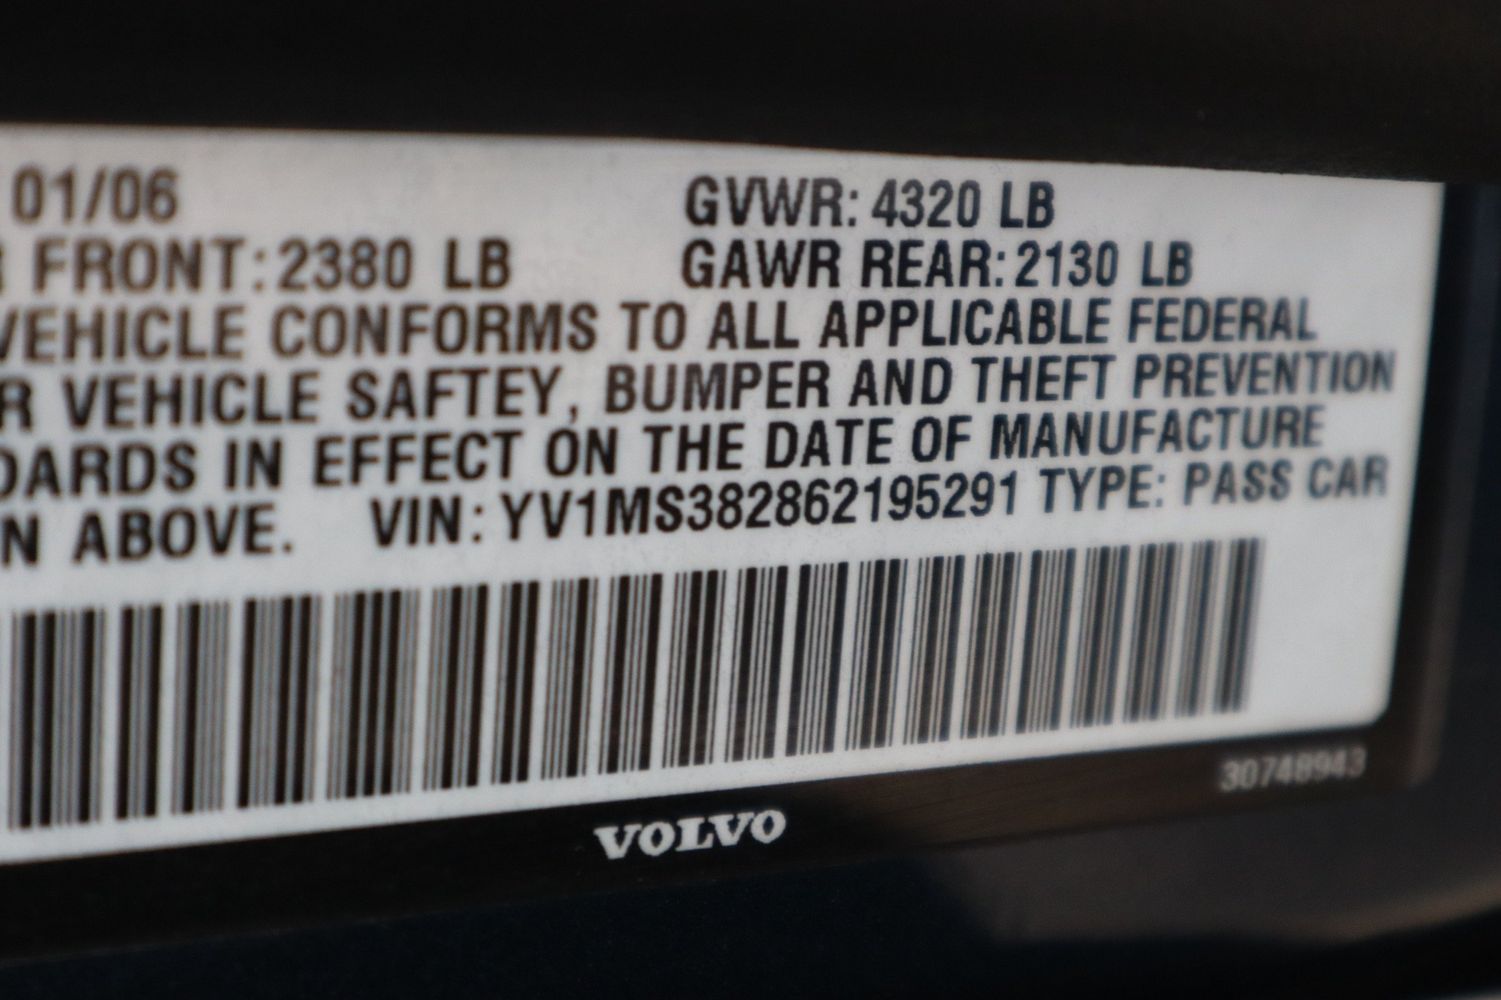 01/06 GVWR: 4320 LB
R FRONT: 2380 LB GAWR REAR: 2130 LB
VEHICLE CONFORMS TO ALL APPLICABLE FEDERAL
R VEHICLE SAFTEY, BUMPER AND THEFT PREVENTION
DARDS IN EFFECT ON THE DATE OF MANUFACTURE
N ABOVE. VIN: YV1MS382862195291 TYPE: PASS CAR
30748943
VOLVO